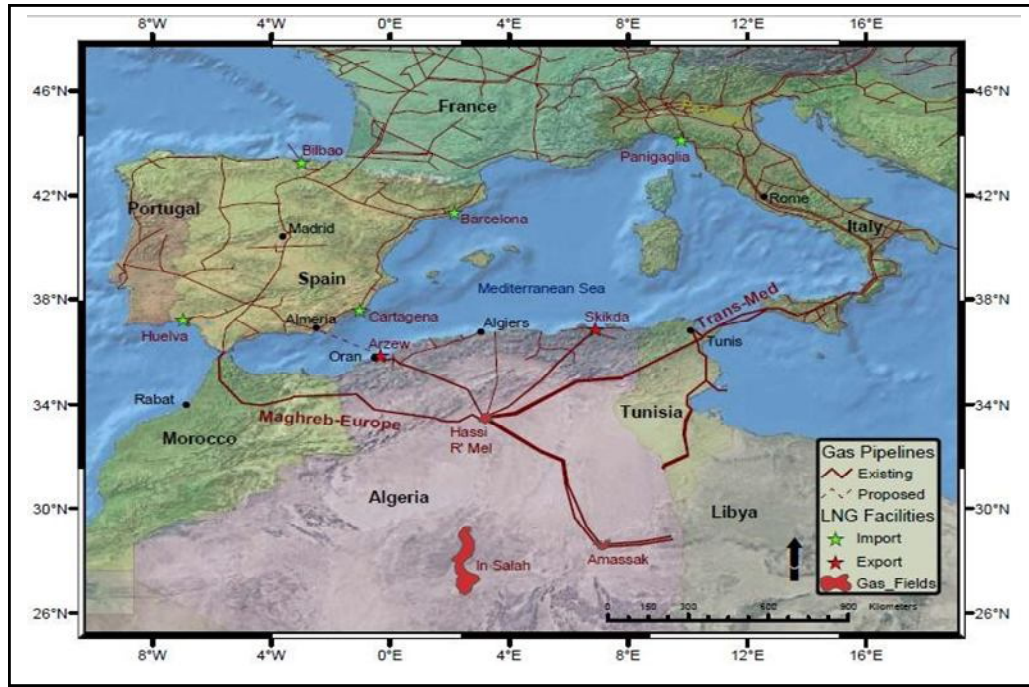 8°W 4°W 0°E 4°E 8°E 12°E 16°E
46°N 46°N
France
Bilbao
Panigaglia
42°N 42°N
Portugal
Rome
Barcelona
Madrid
Italy
Spain
Mediterranean Sea
38°N 38°N
Almeria
Cartagena
Skikda
Trans-Med
Huelva
Algiers
Arzew
Tunis
Oran
34°N 34°N
Rabat
Maghreb-Europe
Tunisia
Morocco
Hassi
R' Mel
Gas Pipelines
Existing
Algeria
Proposed
30°N 30°N
Libya
LNG Facilities
Import
Amassak
Export
In Salah
Gas_Fields
0 150 300 600 900 Kilometers
26°N 26°N
8°W 4°W 0°E 4°E 8°E 12°E 16°E